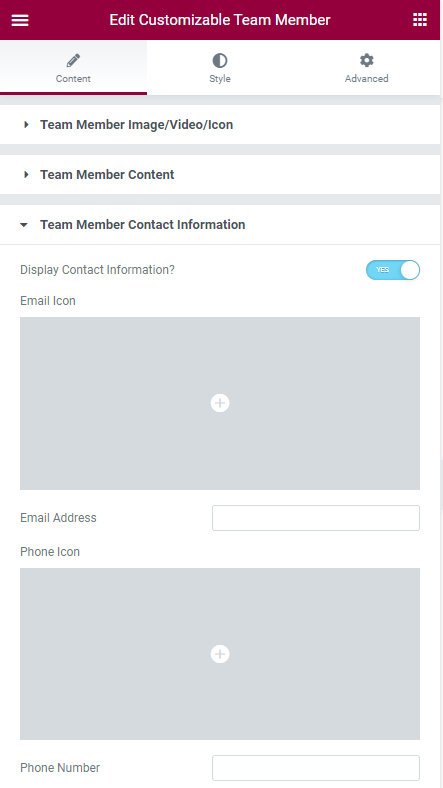 Edit Customizable Team Member
Content Style Advanced
Team Member Image/Video/Icon
Team Member Content
Team Member Contact Information
Display Contact Information? YES
Email Icon
Email Address
Phone Icon
Phone Number